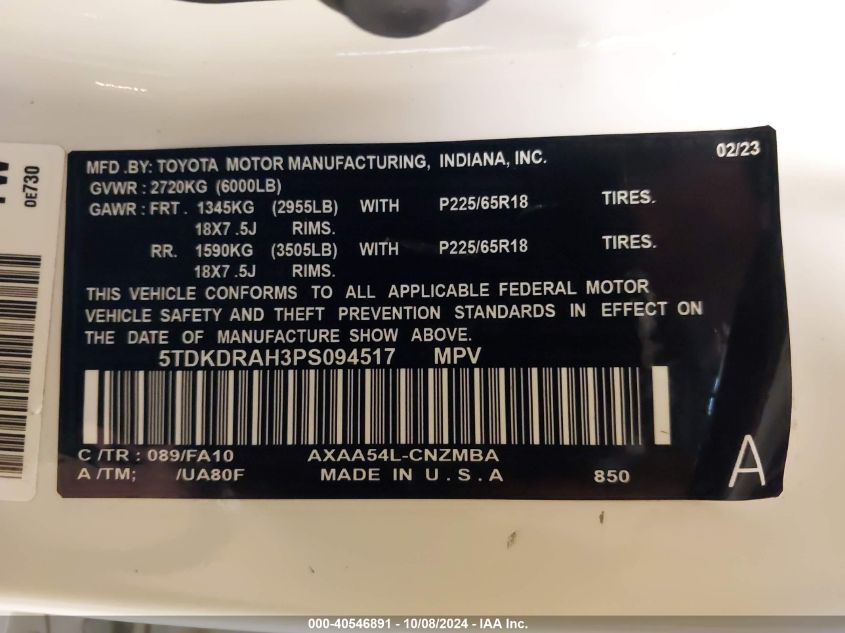 MFD .BY: TOYOTA MOTOR MANUFACTURING, INDIANA, INC. 02/23
GVWR : 2720KG (6000LB)
GAWR : FRT . 1345KG (2955LB) WITH P225/65R18 TIRES.
18X7 .5J RIMS.
RR. 1590KG (3505LB) WITH P225/65R18 TIRES.
18X7 .5J RIMS.
THIS VEHICLE CONFORMS TO ALL APPLICABLE FEDERAL MOTOR
VEHICLE SAFETY AND THEFT PREVENTION STANDARDS IN EFFECT ON
THE DATE OF MANUFACTURE SHOW ABOVE.
5TDKDRAH3PS094517 MPV
C /TR : 089/FA10 AXAA54L-CNZMBA
A /TM; /UA80F MADE IN U . S . A 850
A
0E730
000-40546891 - 10/08/2024 - IAA Inc.